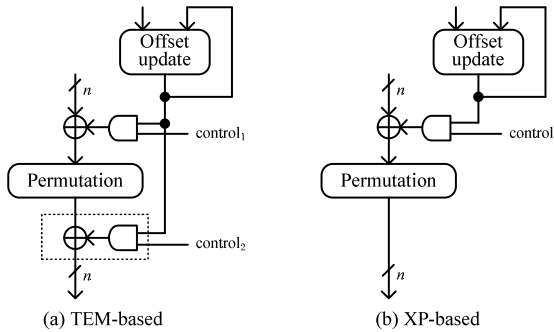 Offset
update
n
control₁
Permutation
control₂
n
(a) TEM-based
Offset
update
n
control
Permutation
n
(b) XP-based